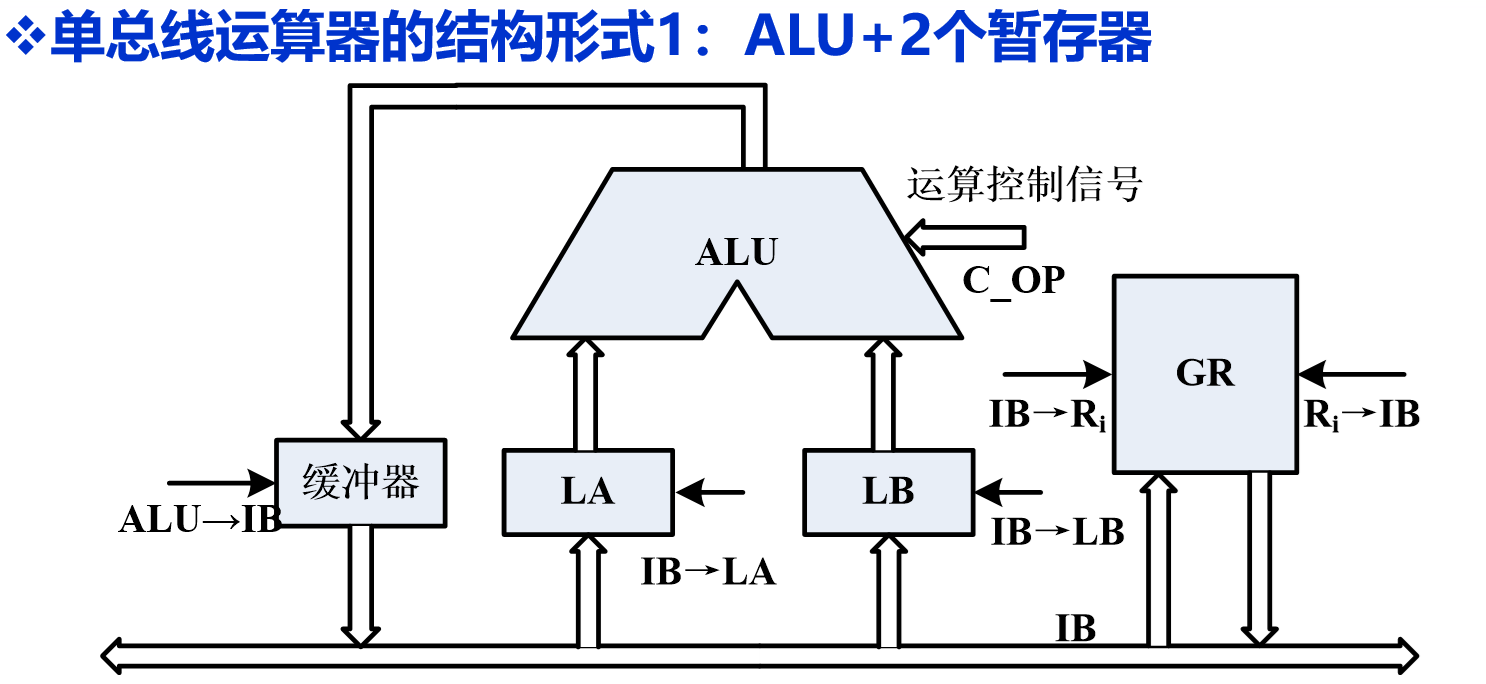 ❖单总线运算器的结构形式1：ALU+2个暂存器
运算控制信号
ALU
C_OP
GR
IB→Ri
Ri→IB
缓冲器
LA
LB
ALU→IB
IB→LB
IB→LA
IB